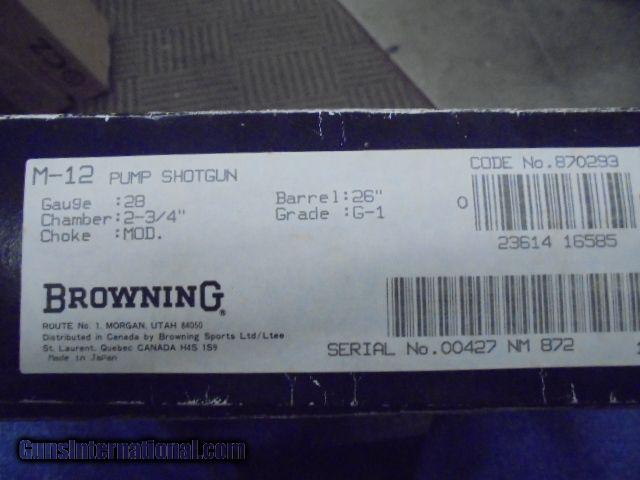 M-12 PUMP SHOTGUN
Gauge :28
Chamber:2-3/4"
Choke :MOD.
Barrel:26"
Grade :G-1
CODE No.870293
0
23614 16585
BROWNING®
ROUTE No. 1, MORGAN, UTAH 84050
Distributed in Canada by Browning Sports Ltd/Ltee
St. Laurent, Quebec CANADA H4S 1S9
Made in Japan
SERIAL No.00427 NM 872
GunsInternational.com